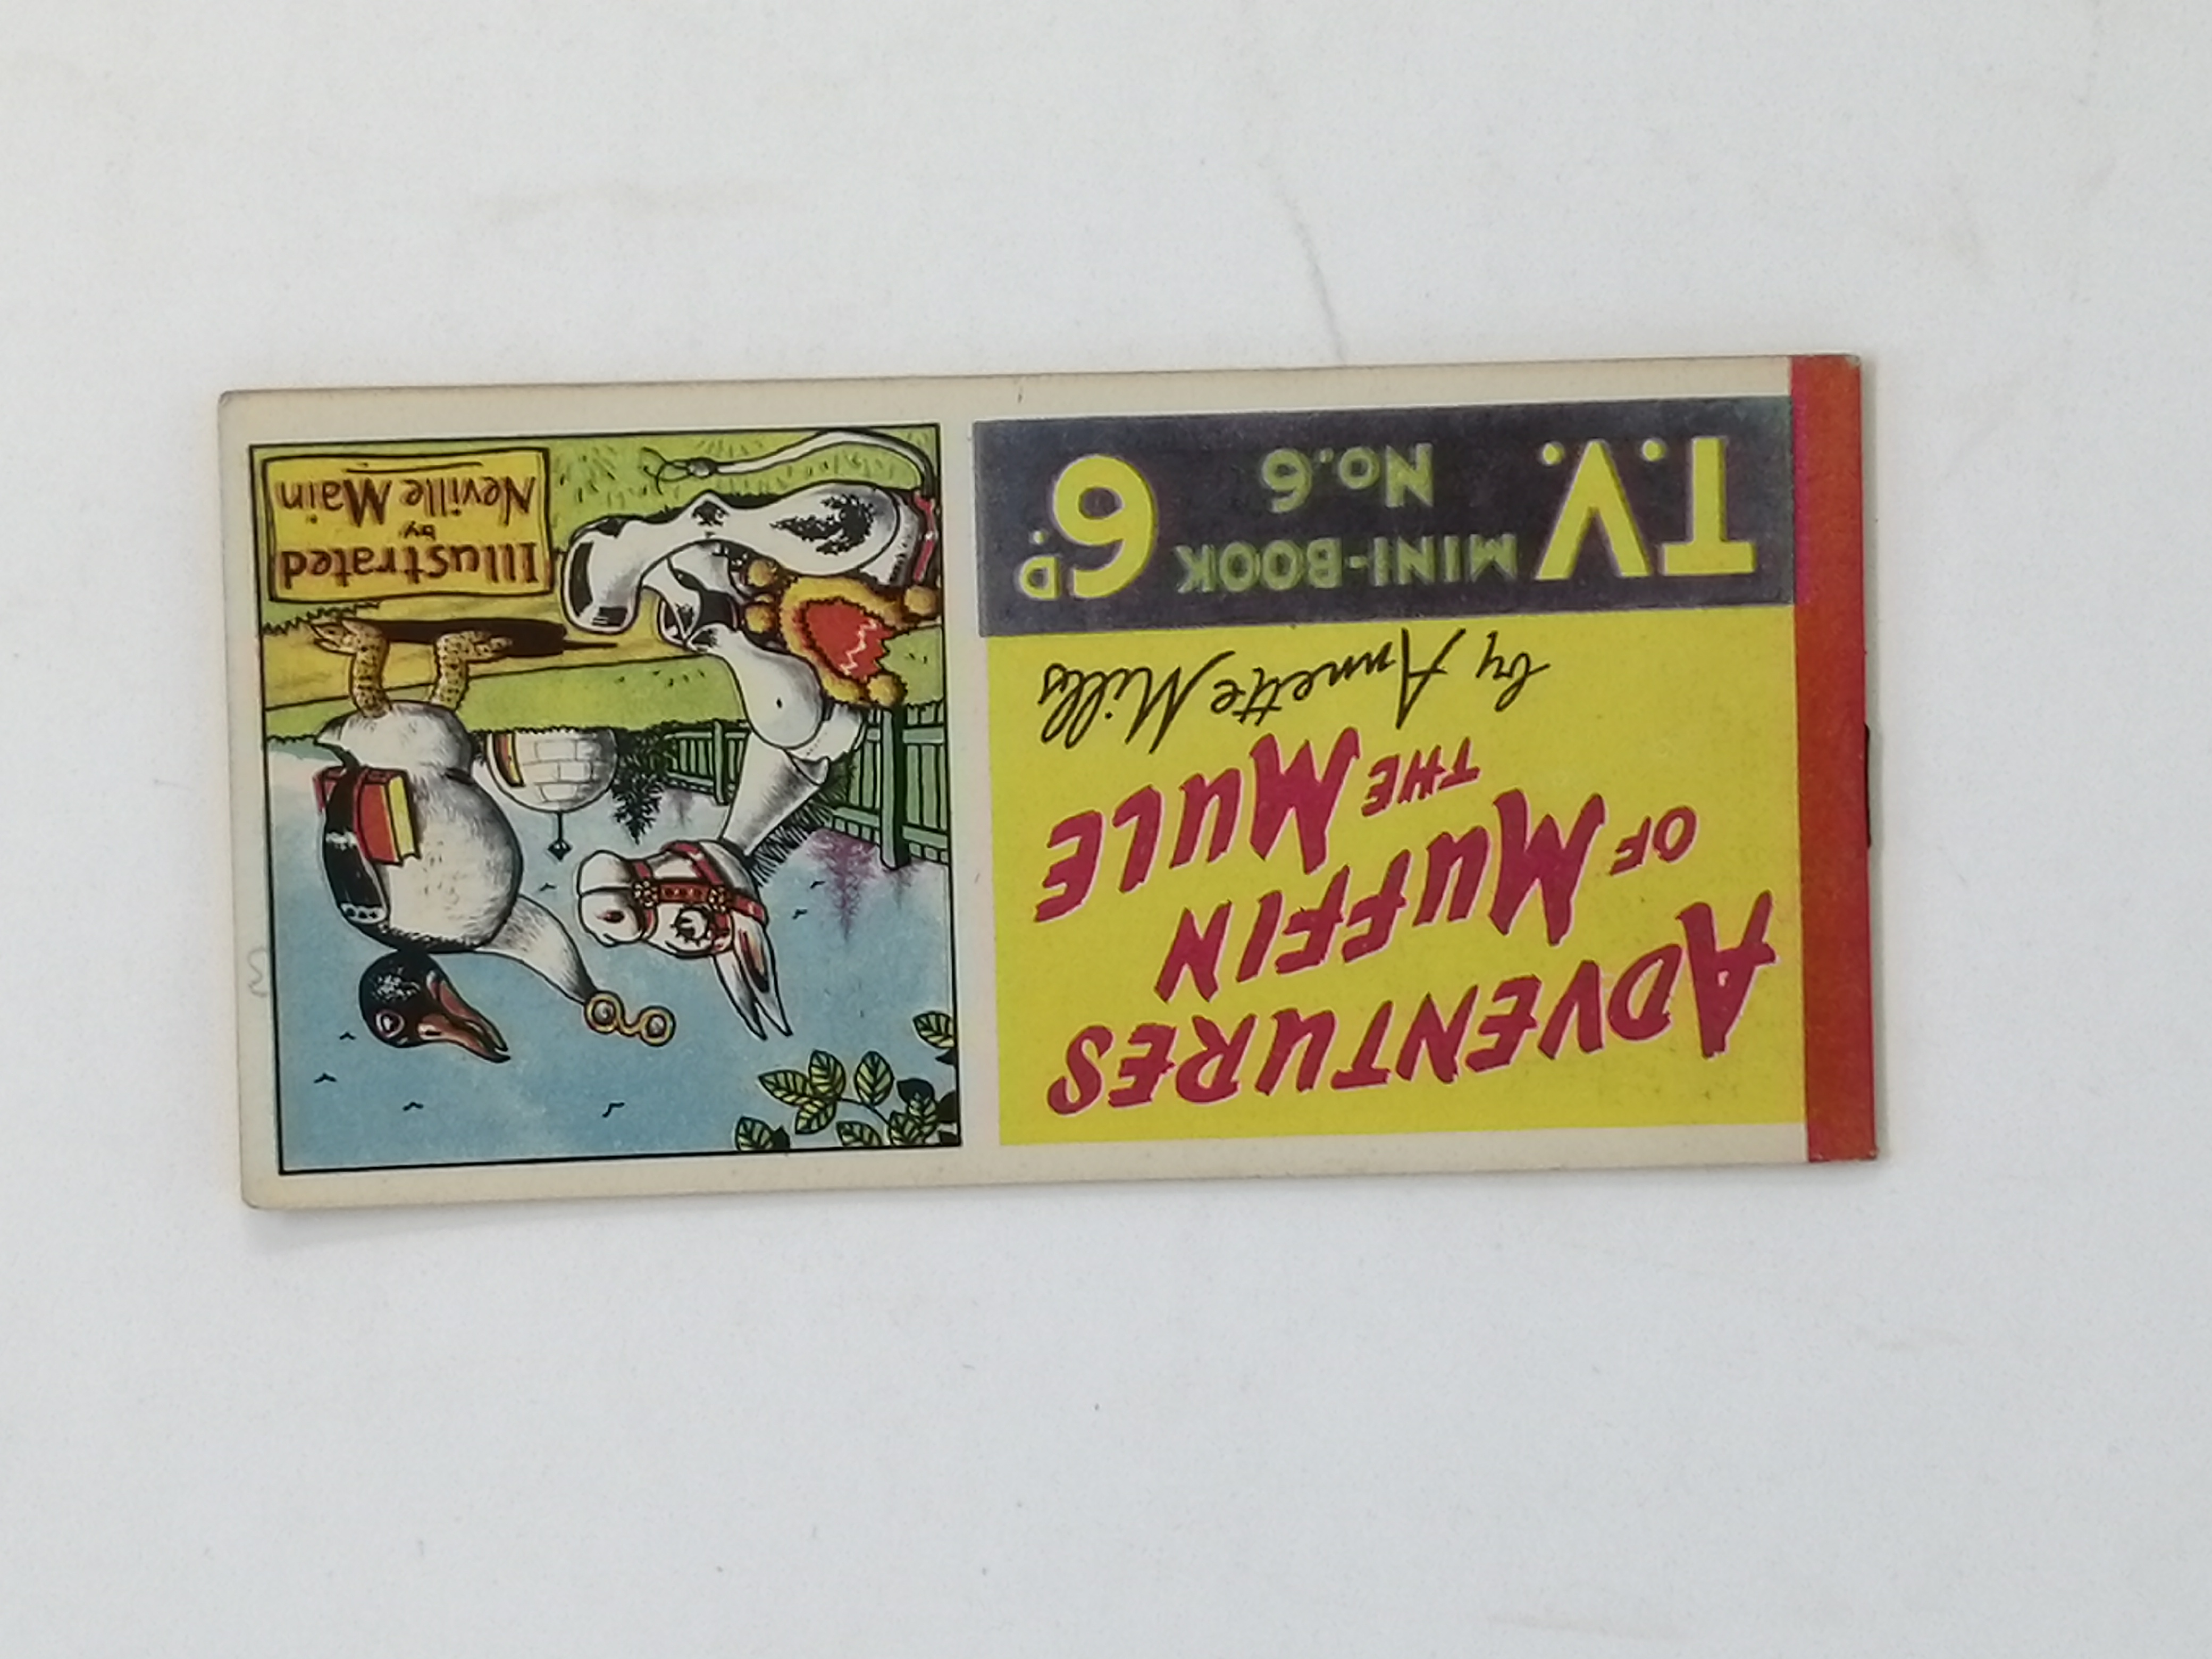 ADVENTURES
OF MUFFIN
THE MULE
by Annette Mills
T.V. MINI-BOOK 6D.
No.6
Illustrated
by
Neville Main